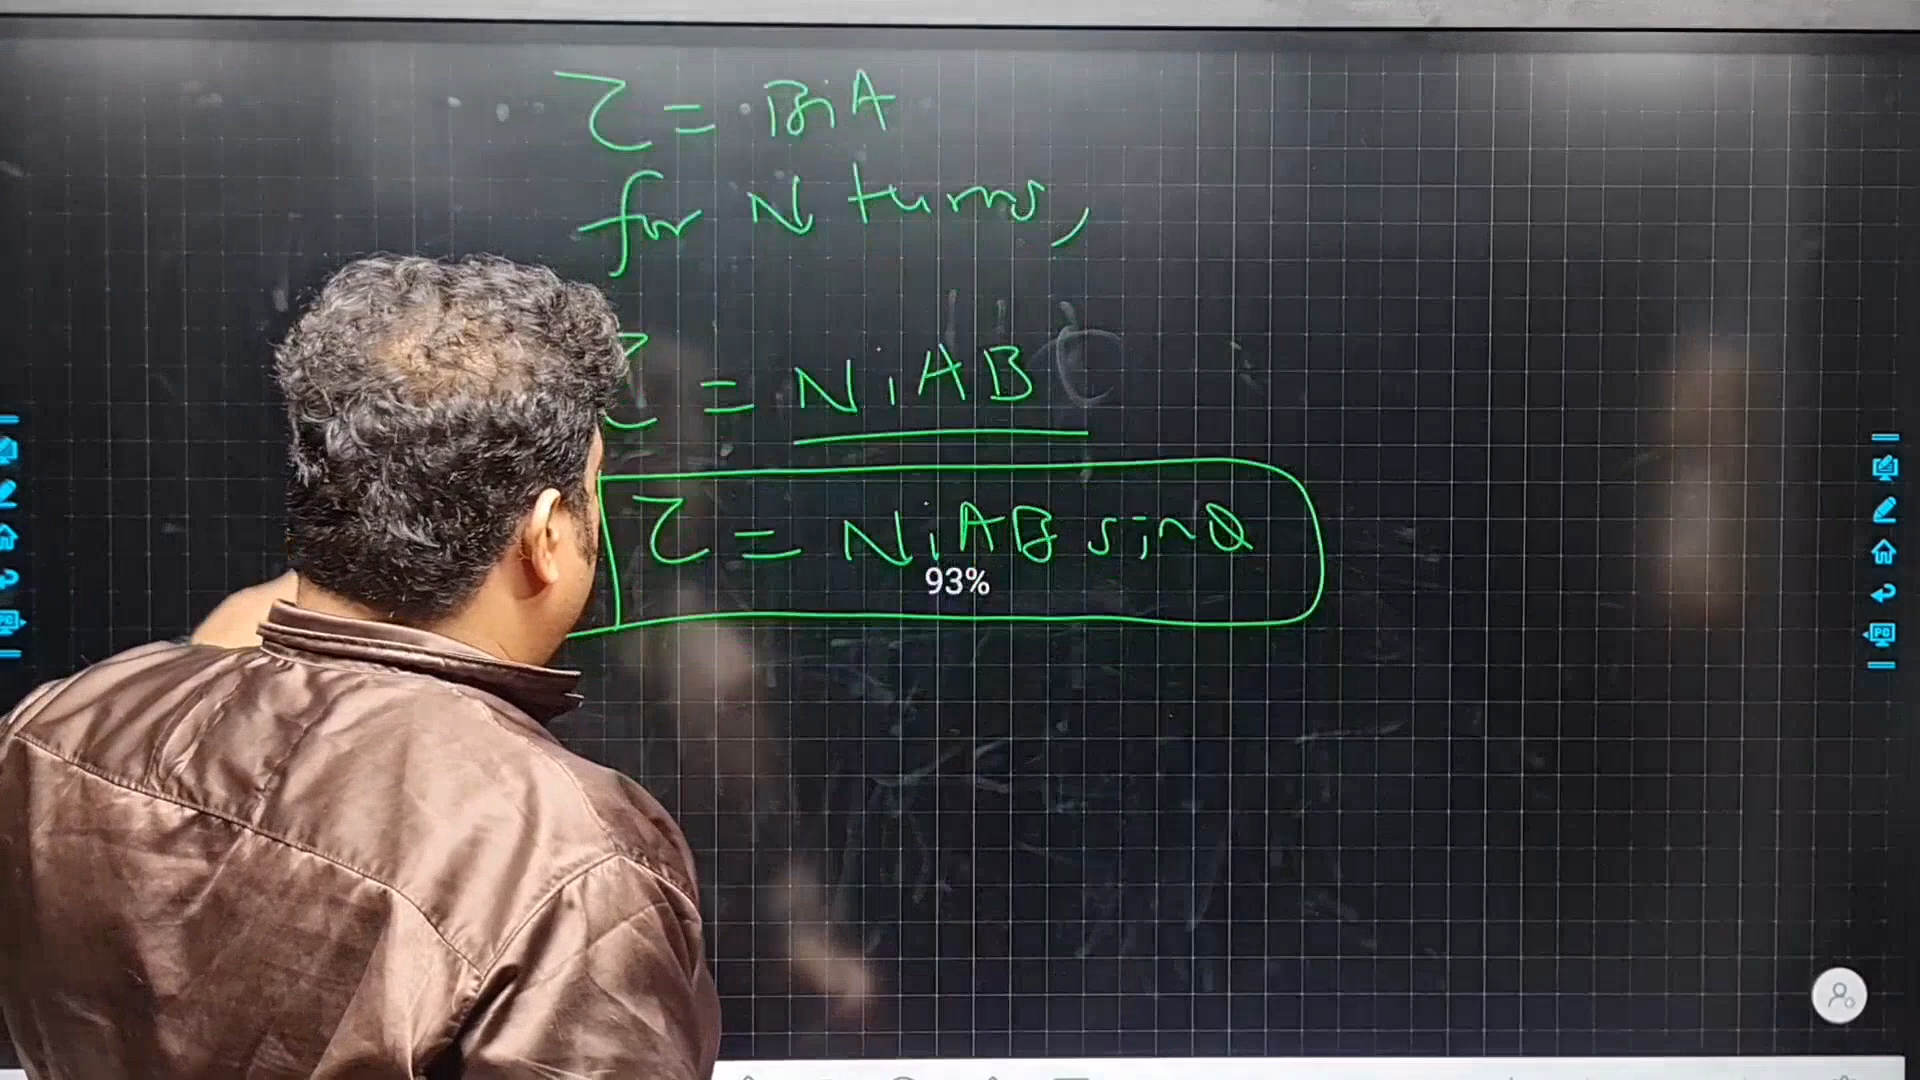 τ = BiA
for N turns,
τ = NiAB
τ = NiAB sinθ
93%